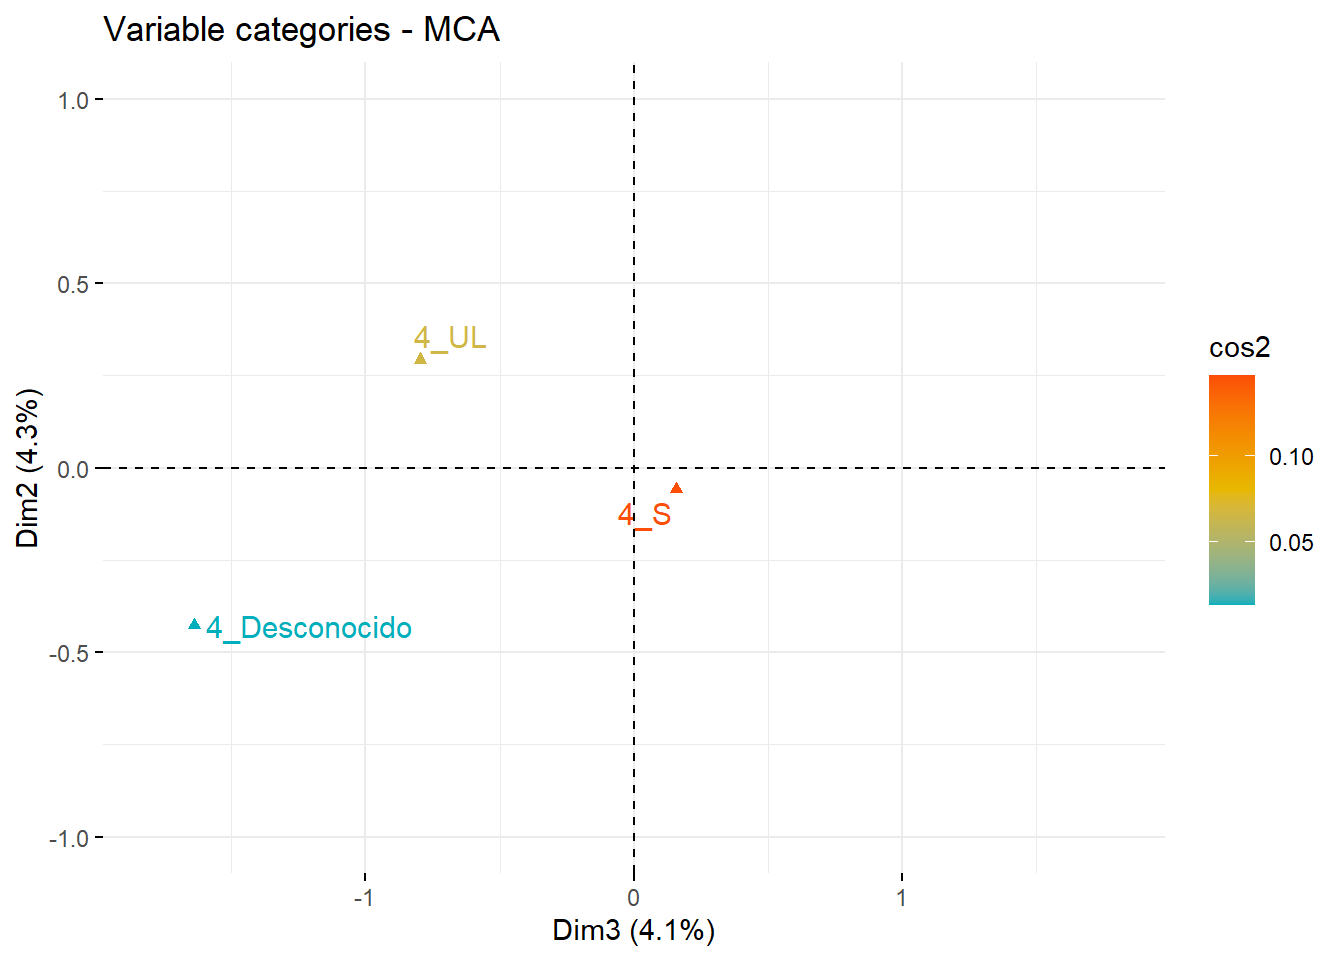 Variable categories - MCA
1.0
0.5
0.0
-0.5
-1.0
Dim2 (4.3%)
4_UL
4_S
4_Desconocido
-1
0
1
Dim3 (4.1%)
cos2
0.10
0.05